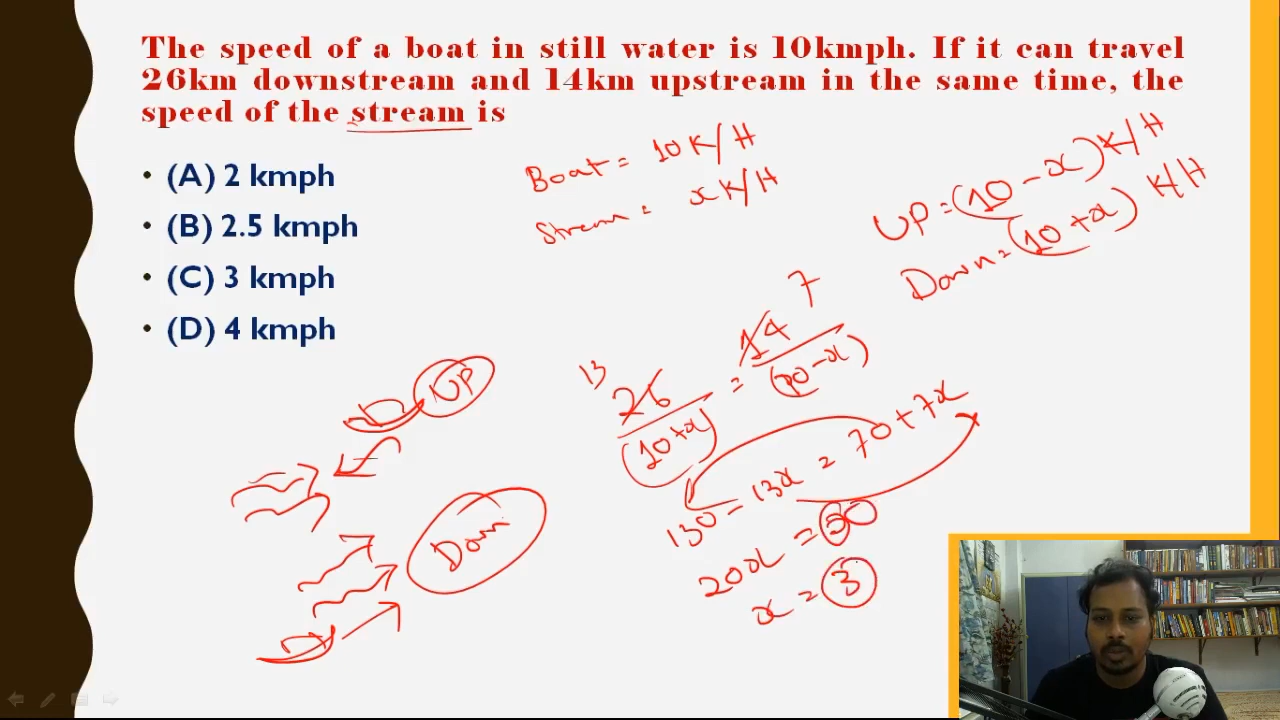 The speed of a boat in still water is 10kmph. If it can travel
26km downstream and 14km upstream in the same time, the
speed of the stream is
• (A) 2 kmph
• (B) 2.5 kmph
• (C) 3 kmph
• (D) 4 kmph
Boat = 10 K/H
Stream = x K/H
UP = (10 - x) K/H
Down = (10 + x) K/H
13 7
26/(10+x) = 14/(10-x)
130 - 13x = 70 + 7x
20x = 60
x = 3
UP
Down